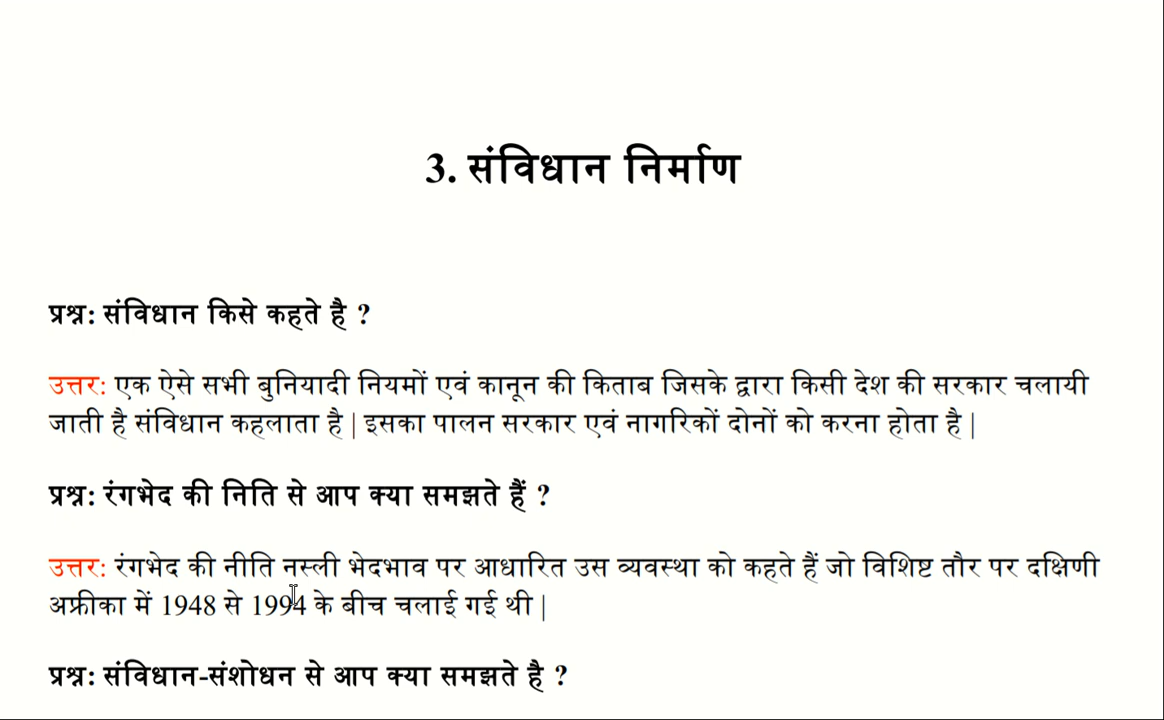 3. संविधान निर्माण
प्रश्न: संविधान किसे कहते है ?
उत्तर: एक ऐसे सभी बुनियादी नियमों एवं कानून की किताब जिसके द्वारा किसी देश की सरकार चलायी
जाती है संविधान कहलाता है | इसका पालन सरकार एवं नागरिकों दोनों को करना होता है |
प्रश्न: रंगभेद की निति से आप क्या समझते हैं ?
उत्तर: रंगभेद की नीति नस्ली भेदभाव पर आधारित उस व्यवस्था को कहते हैं जो विशिष्ट तौर पर दक्षिणी
अफ्रीका में 1948 से 1994 के बीच चलाई गई थी |
प्रश्न: संविधान-संशोधन से आप क्या समझते है ?